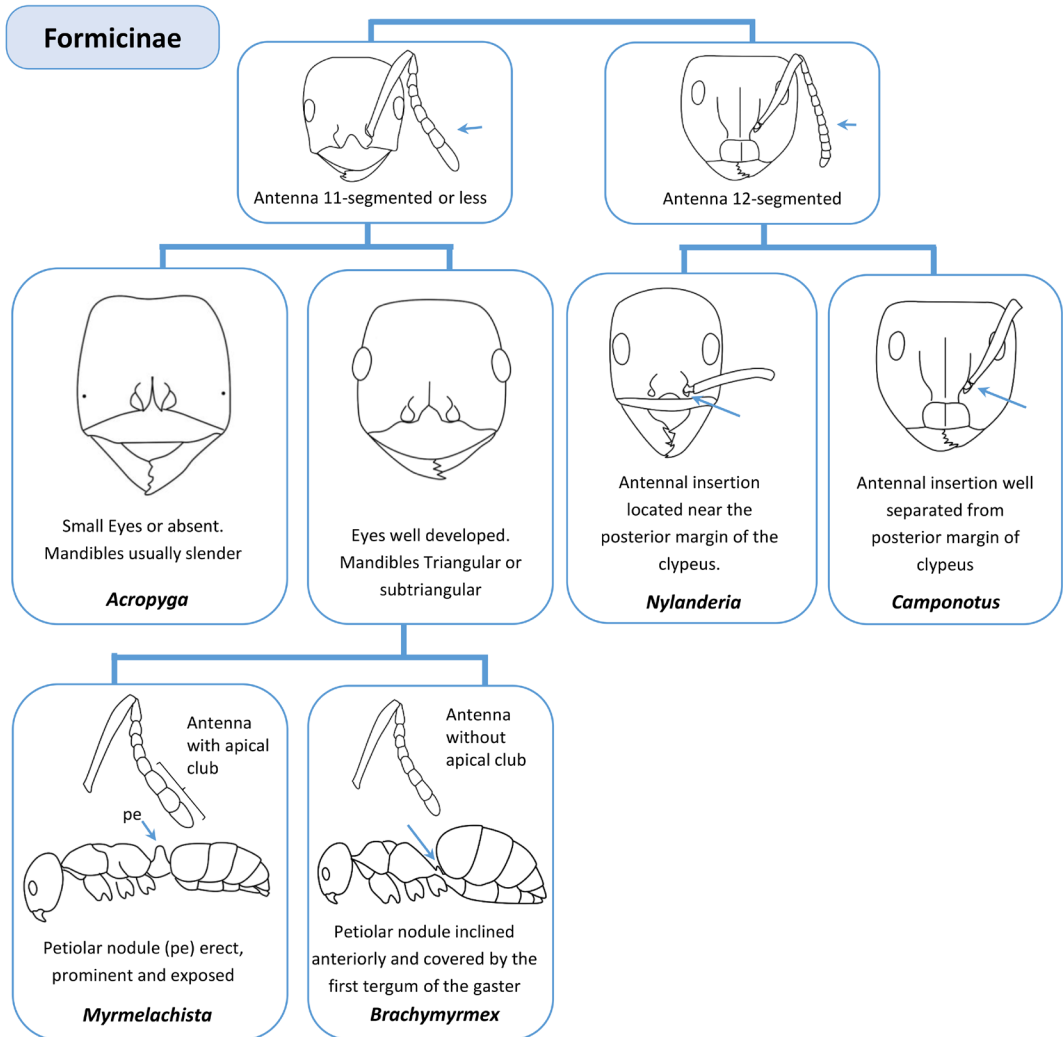 Formicinae
Antenna 11-segmented or less
Antenna 12-segmented
Small Eyes or absent.
Mandibles usually slender
Acropyga
Eyes well developed.
Mandibles Triangular or
subtriangular
Antennal insertion
located near the
posterior margin of the
clypeus.
Nylanderia
Antennal insertion well
separated from
posterior margin of
clypeus
Camponotus
Antenna
with apical
club
pe
Petiolar nodule (pe) erect,
prominent and exposed
Myrmelachista
Antenna
without
apical club
Petiolar nodule inclined
anteriorly and covered by the
first tergum of the gaster
Brachymyrmex